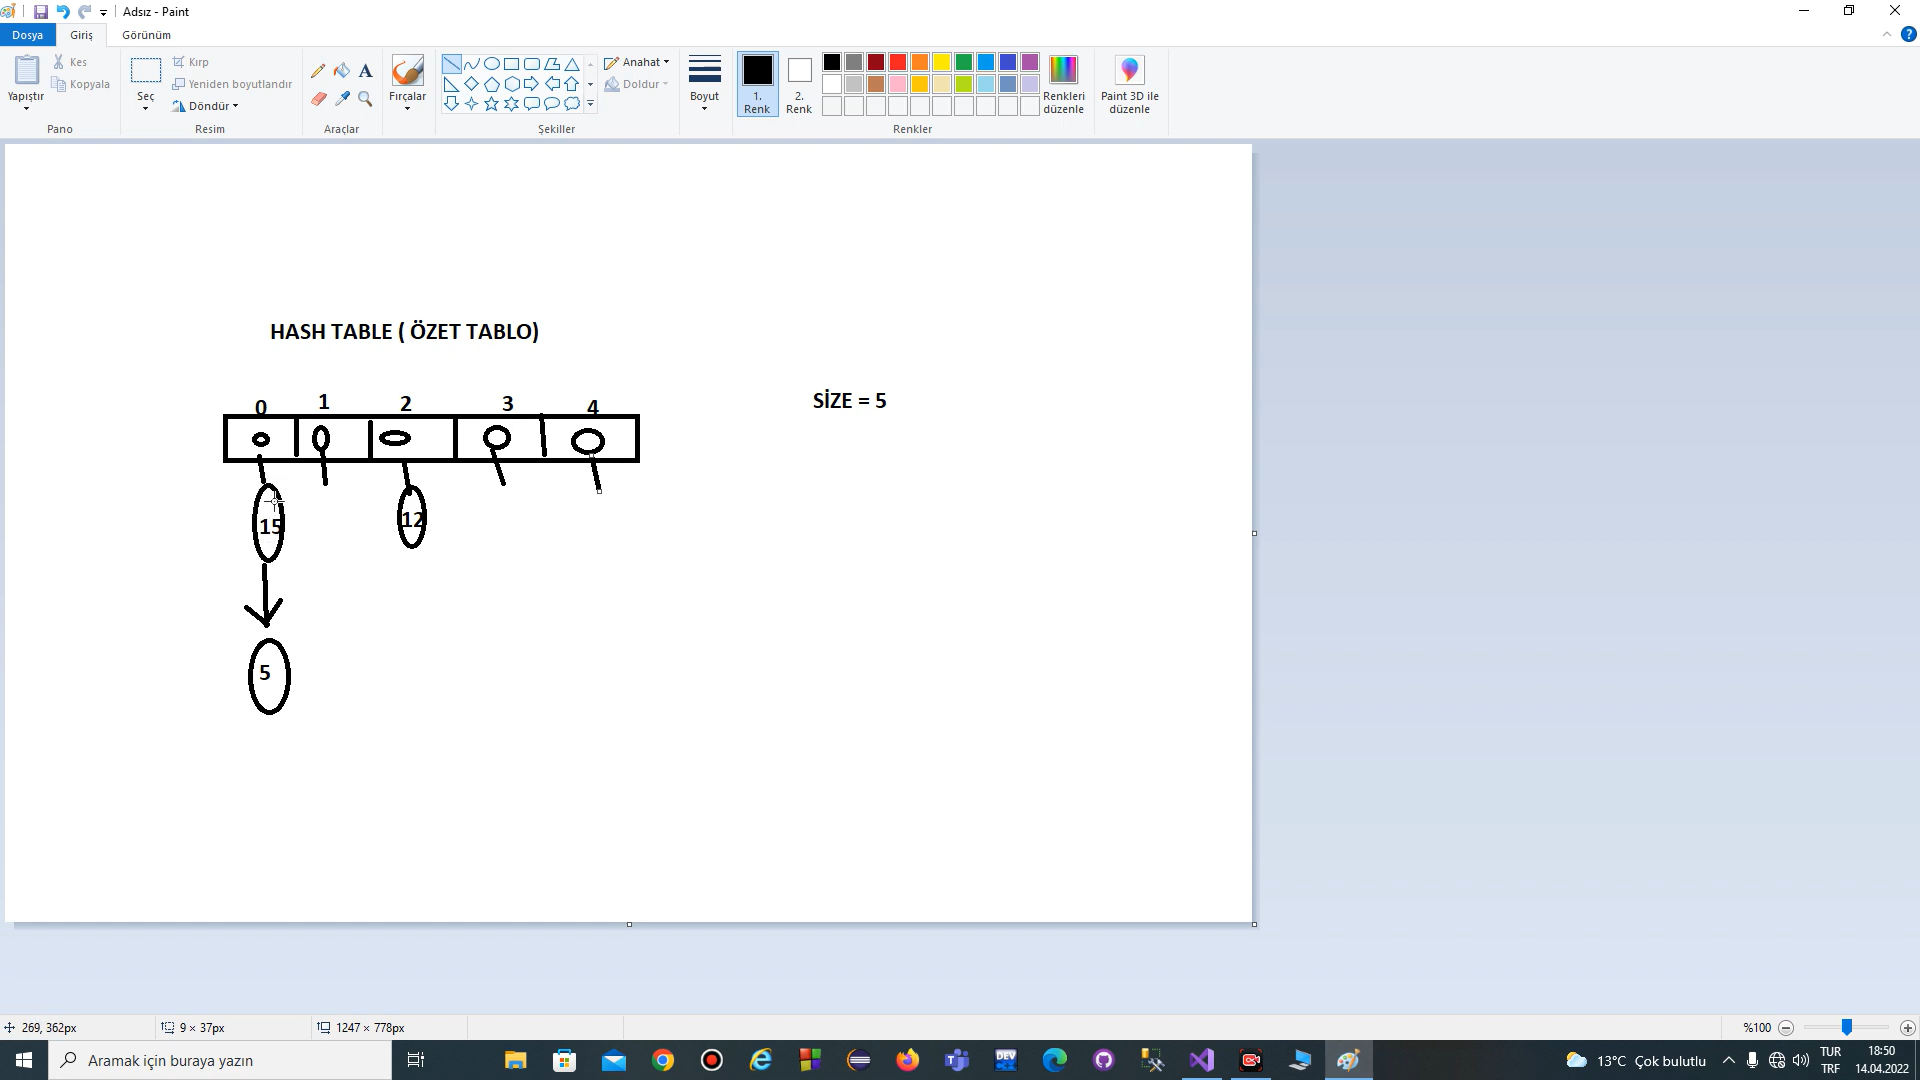 Adsız - Paint
Dosya Giriş Görünüm
Yapıştır
Kes
Kopyala
Pano
Seç
Kırp
Yeniden boyutlandır
Döndür
Resim
A
Araçlar
Fırçalar
Şekiller
Anahat
Doldur
Boyut
1.
Renk
2.
Renk
Renkleri
düzenle
Renkler
Paint 3D ile
düzenle
HASH TABLE ( ÖZET TABLO)
SİZE = 5
0 1 2 3 4
15 12
5
269, 362px
9 × 37px
1247 × 778px
%100
Aramak için buraya yazın
DEV
13°C Çok bulutlu
TUR
TRF
18:50
14.04.2022